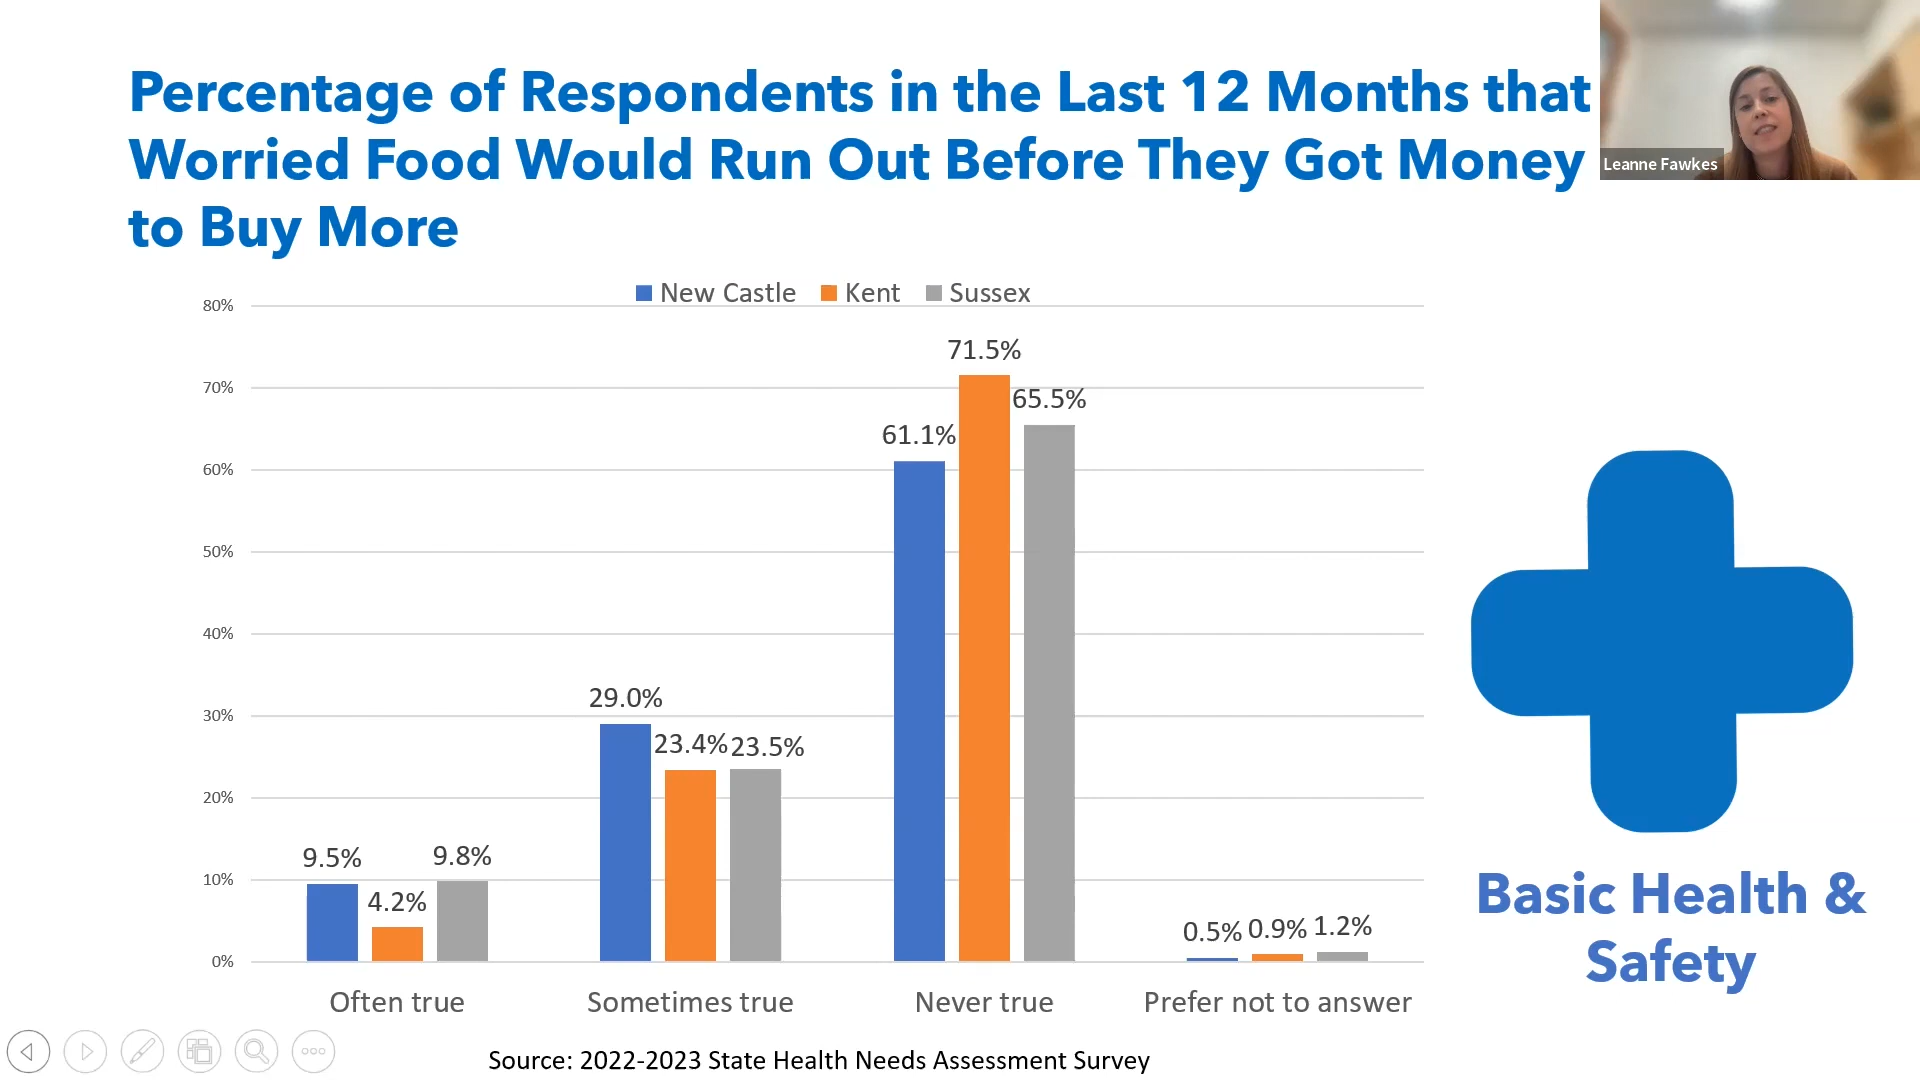 Percentage of Respondents in the Last 12 Months that
Worried Food Would Run Out Before They Got Money
to Buy More
Leanne Fawkes
New Castle Kent Sussex
80%
70%
60%
50%
40%
30%
20%
10%
0%
9.5% 4.2% 9.8%
29.0% 23.4% 23.5%
61.1% 71.5% 65.5%
0.5% 0.9% 1.2%
Often true Sometimes true Never true Prefer not to answer
Basic Health &
Safety
Source: 2022-2023 State Health Needs Assessment Survey